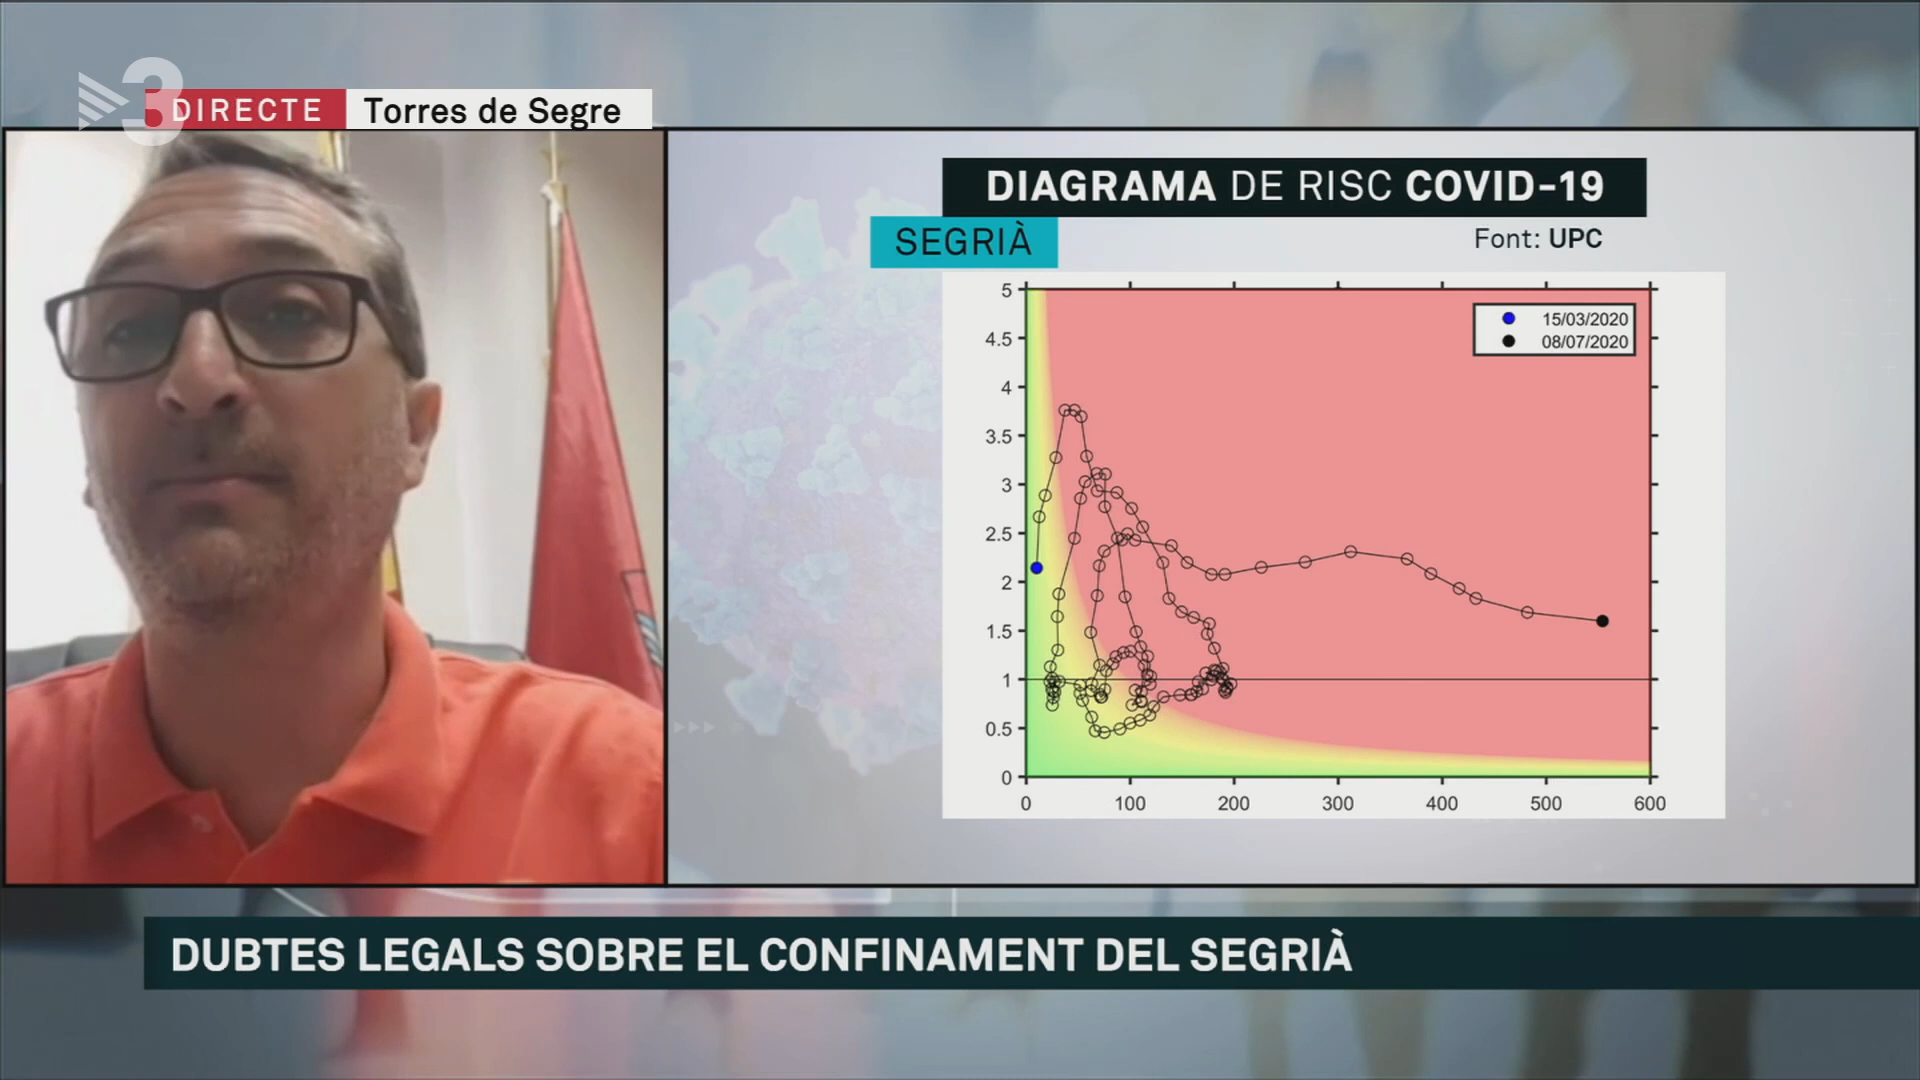 3
DIRECTE
Torres de Segre
DIAGRAMA DE RISC COVID-19
SEGRIÀ
Font: UPC
5
4.5
4
3.5
3
2.5
2
1.5
1
0.5
0
15/03/2020
08/07/2020
0 100 200 300 400 500 600
DUBTES LEGALS SOBRE EL CONFINAMENT DEL SEGRIÀ